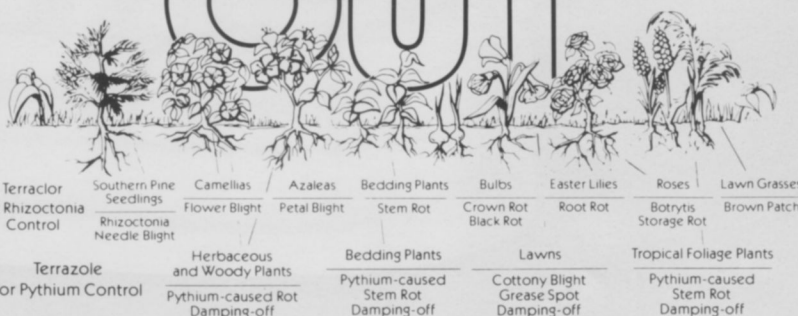 OUT
Terraclor
Rhizoctonia
Control
Southern Pine
Seedlings
Rhizoctonia
Needle Blight
Camellias
Flower Blight
Azaleas
Petal Blight
Bedding Plants
Stem Rot
Bulbs
Crown Rot
Black Rot
Easter Lilies
Root Rot
Roses
Botrytis
Storage Rot
Lawn Grasses
Brown Patch
Terrazole
or Pythium Control
Herbaceous
and Woody Plants
Pythium-caused Rot
Damping-off
Bedding Plants
Pythium-caused
Stem Rot
Damping-off
Lawns
Cottony Blight
Grease Spot
Damping-off
Tropical Foliage Plants
Pythium-caused
Stem Rot
Damping-off